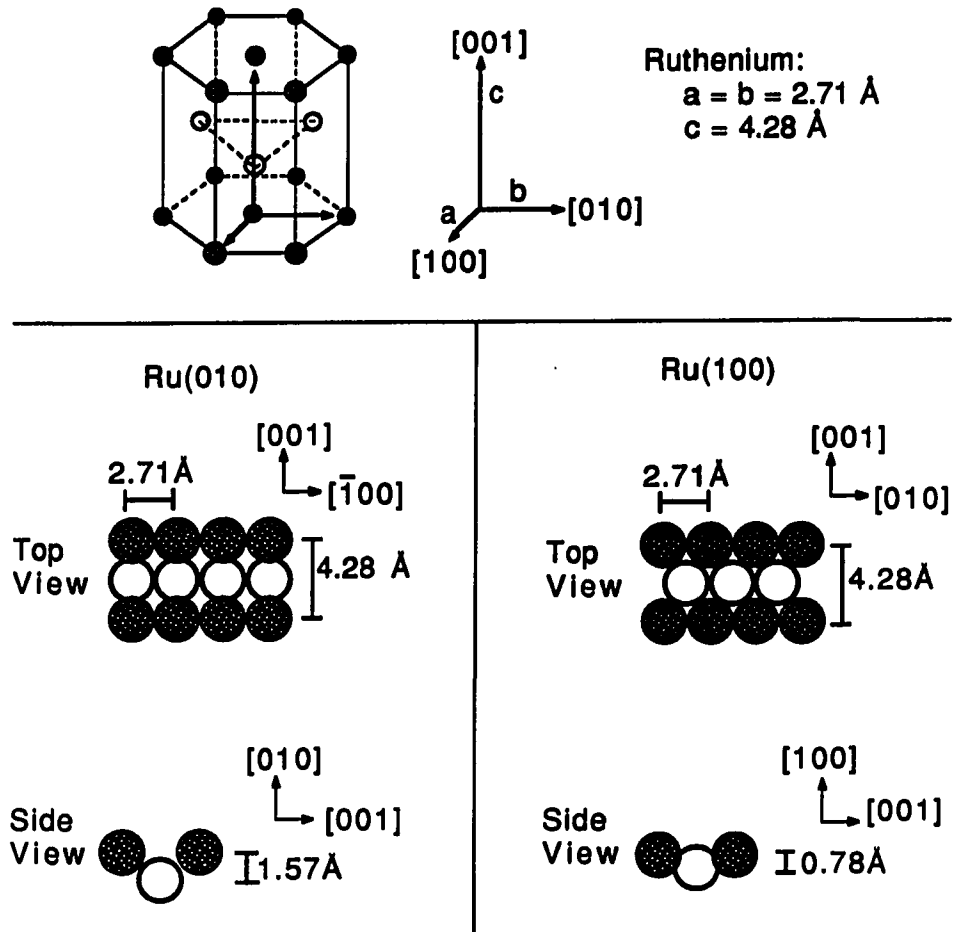 [001]
c
b
a
[010]
[100]
Ruthenium:
a = b = 2.71 Å
c = 4.28 Å
Ru(010)
[001]
[1̅00]
2.71Å
Top
View
4.28 Å
Side
View
[010]
[001]
1.57Å
Ru(100)
[001]
[010]
2.71Å
Top
View
4.28Å
Side
View
[100]
[001]
0.78Å